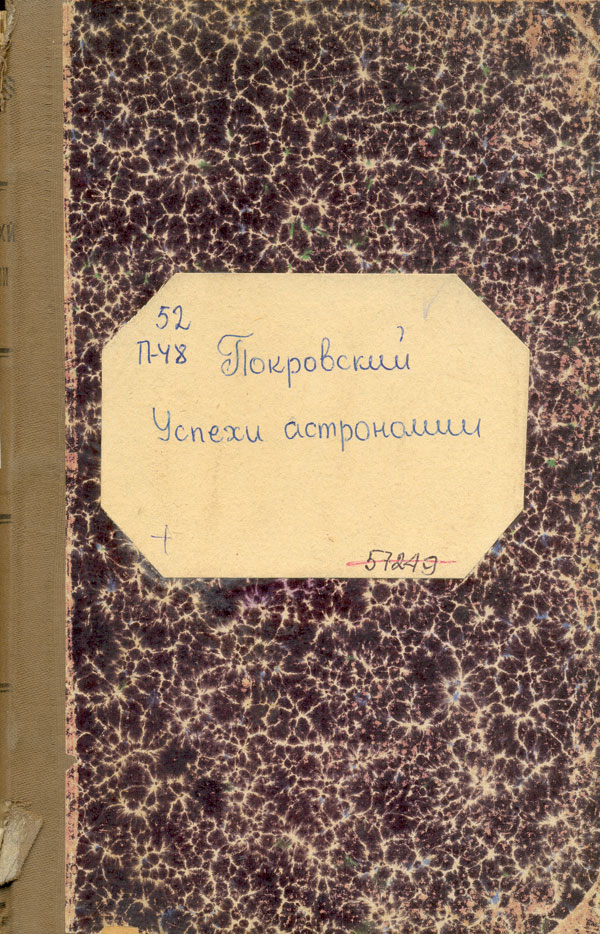 52
П-48 Покровский
Успехи астрономии
57249